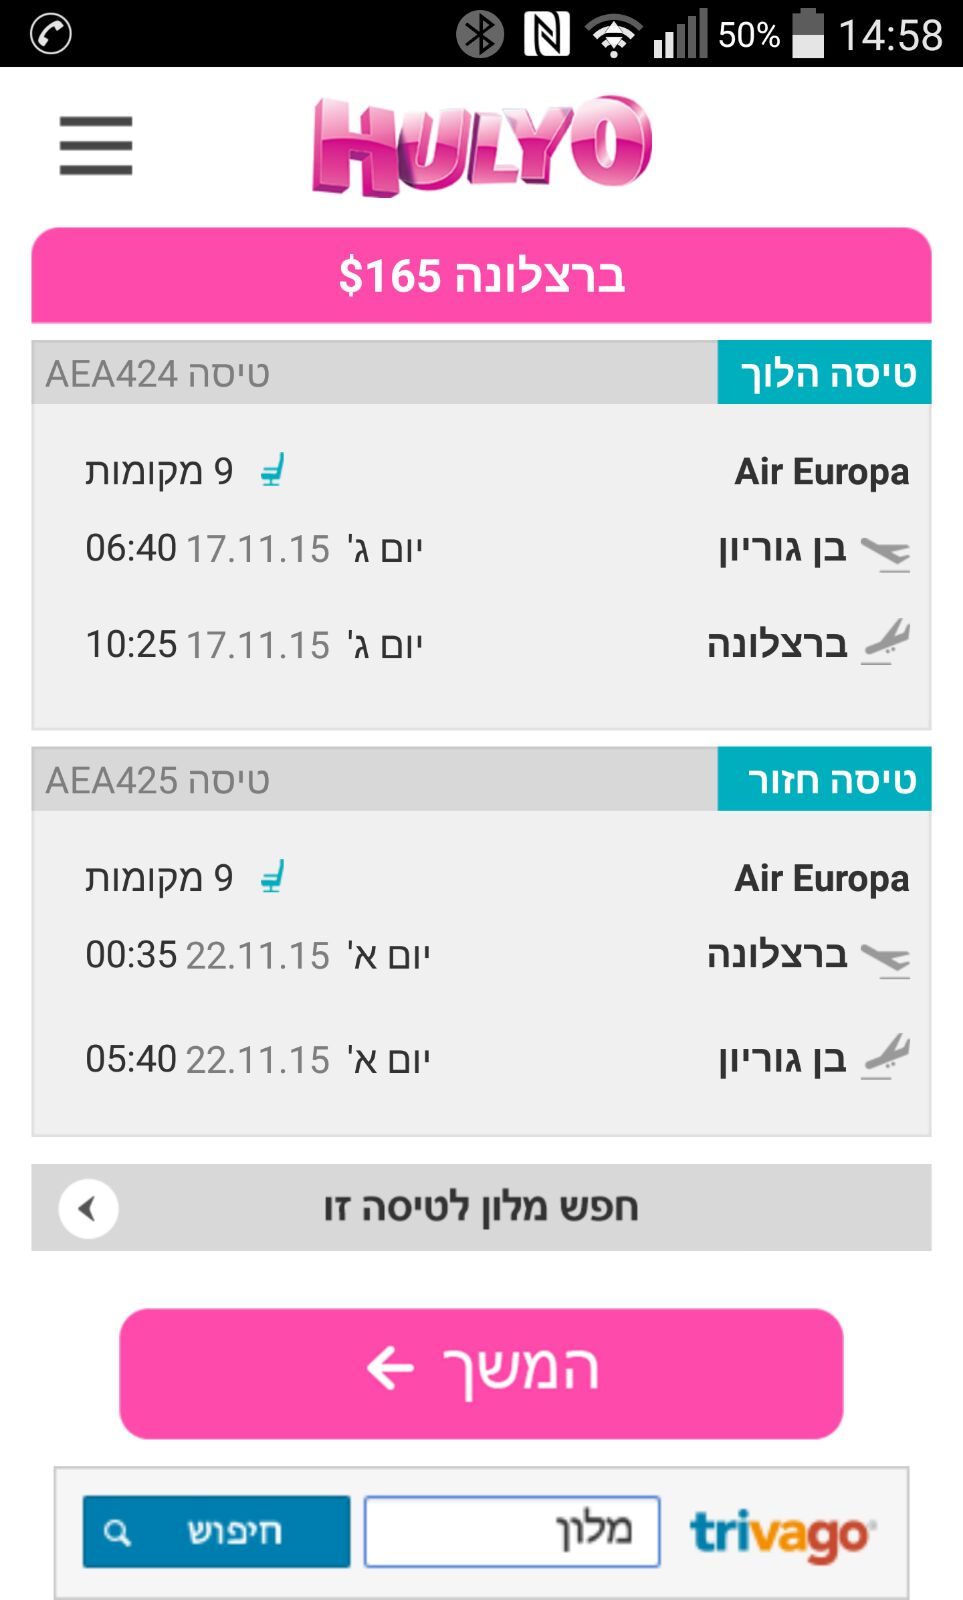 50% 14:58
HULYO
ברצלונה $165
טיסה הלוך טיסה AEA424
Air Europa 9 מקומות
בן גוריון יום ג' 17.11.15 06:40
ברצלונה יום ג' 17.11.15 10:25
טיסה חזור טיסה AEA425
Air Europa 9 מקומות
ברצלונה יום א' 22.11.15 00:35
בן גוריון יום א' 22.11.15 05:40
חפש מלון לטיסה זו
המשך
trivago מלון חיפוש